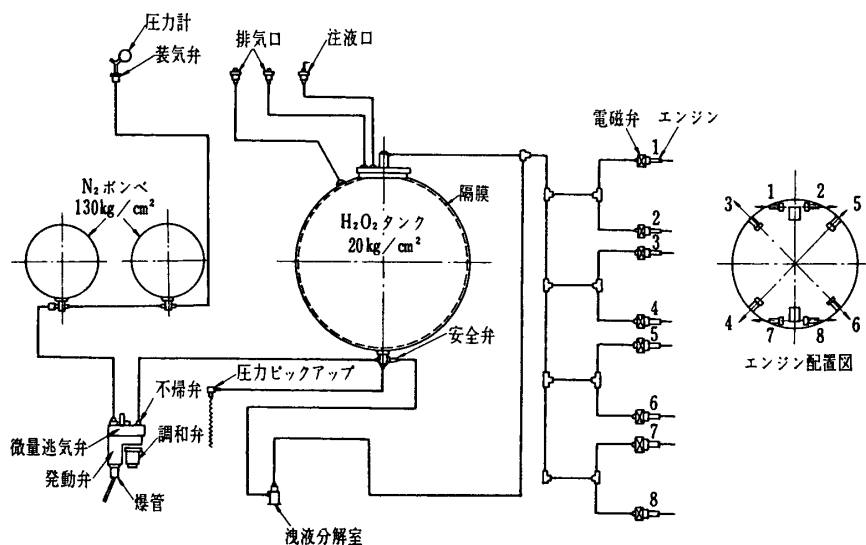 圧力計
装気弁
排気口
注液口
電磁弁 エンジン
N₂ボンベ
130kg/cm²
H₂O₂タンク
20kg/cm²
隔膜
安全弁
圧力ピックアップ
不帰弁
微量逃気弁
調和弁
発動弁
爆管
洩液分解室
1
2
3
4
5
6
7
8
1 2
3 5
4 6
7 8
エンジン配置図